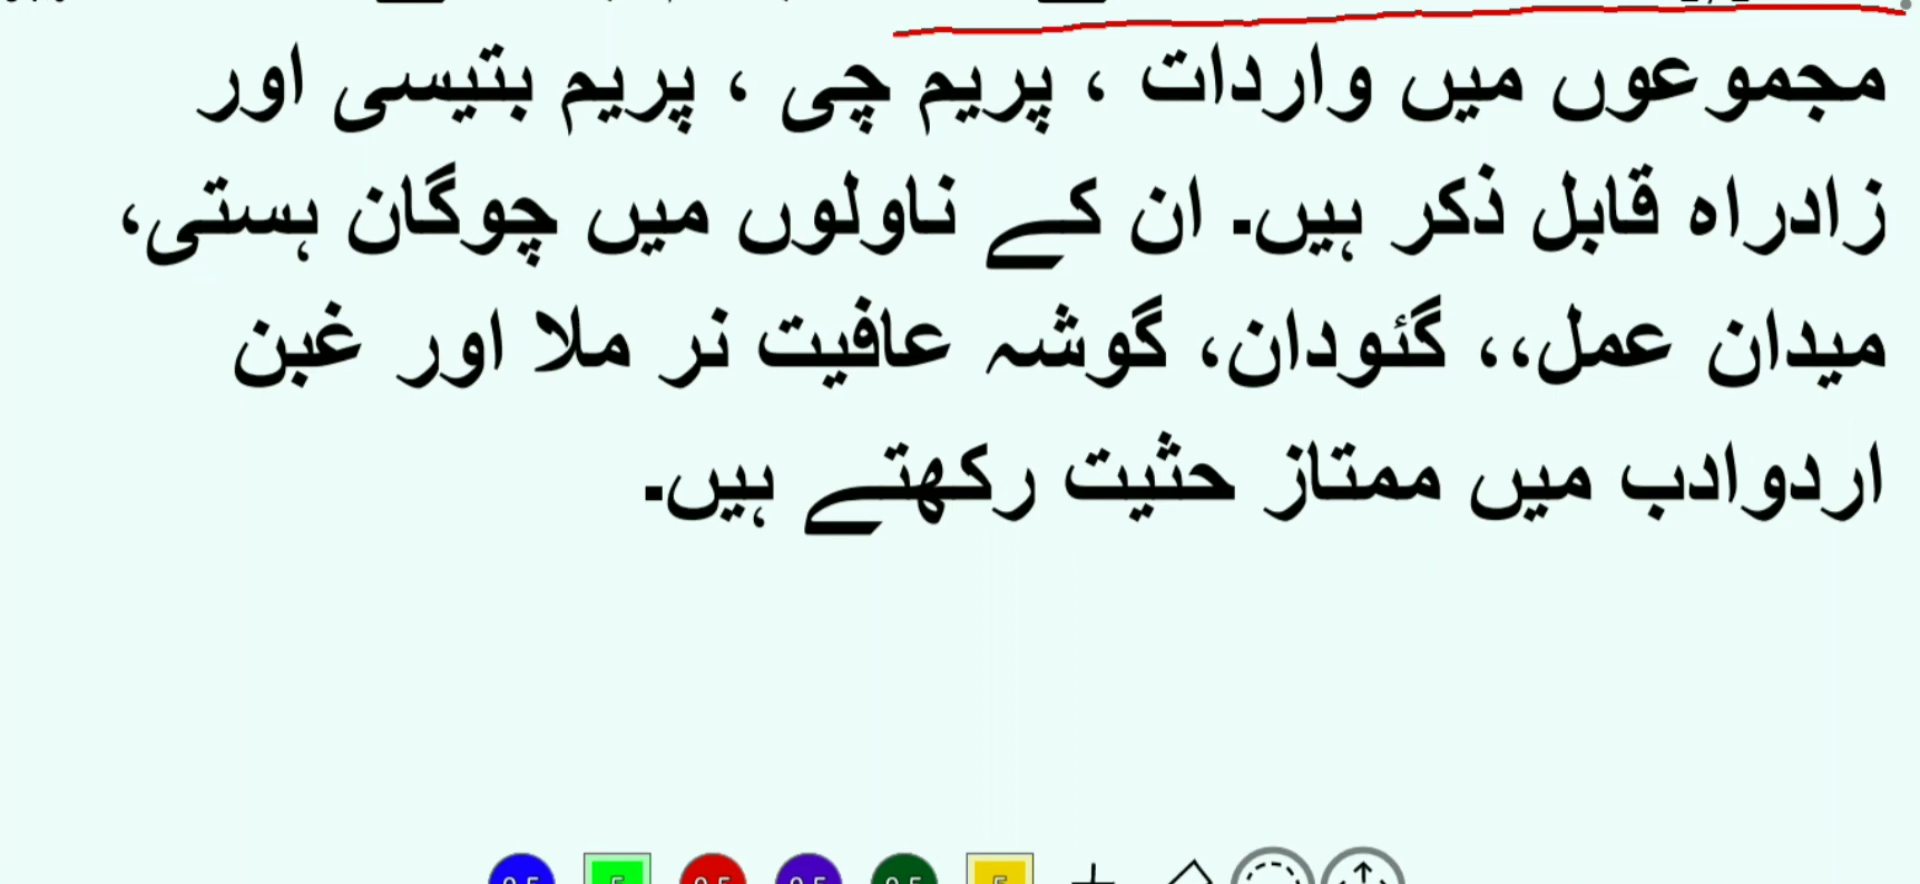 مجموعوں میں واردات ، پریم چی ، پریم بتیسی اور
زادراہ قابل ذکر ہیں۔ ان کے ناولوں میں چوگان ہستی،
میدان عمل،، گئودان، گوشہ عافیت نر ملا اور غبن
اردوادب میں ممتاز حثیت رکھتے ہیں۔